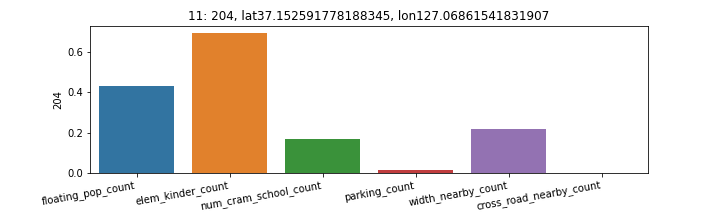 11: 204, lat37.152591778188345, lon127.06861541831907
0.6
0.4
0.2
0.0
204
floating_pop_count
elem_kinder_count
num_cram_school_count
parking_count
width_nearby_count
cross_road_nearby_count